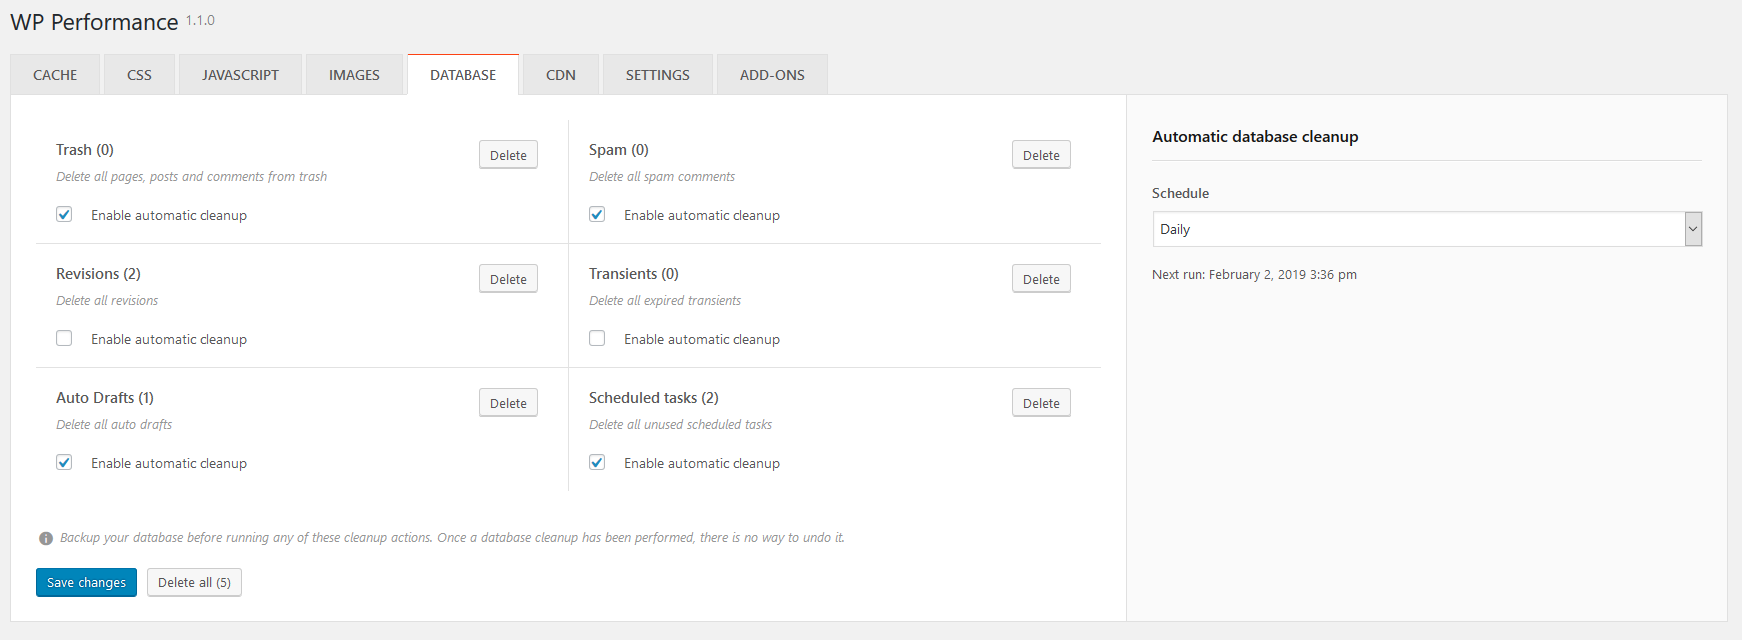 WP Performance 1.1.0
CACHE
CSS
JAVASCRIPT
IMAGES
DATABASE
CDN
SETTINGS
ADD-ONS
Trash (0)
Delete
Delete all pages, posts and comments from trash
Enable automatic cleanup
Spam (0)
Delete
Delete all spam comments
Enable automatic cleanup
Revisions (2)
Delete
Delete all revisions
Enable automatic cleanup
Transients (0)
Delete
Delete all expired transients
Enable automatic cleanup
Auto Drafts (1)
Delete
Delete all auto drafts
Enable automatic cleanup
Scheduled tasks (2)
Delete
Delete all unused scheduled tasks
Enable automatic cleanup
Backup your database before running any of these cleanup actions. Once a database cleanup has been performed, there is no way to undo it.
Save changes
Delete all (5)
Automatic database cleanup
Schedule
Daily
Next run: February 2, 2019 3:36 pm